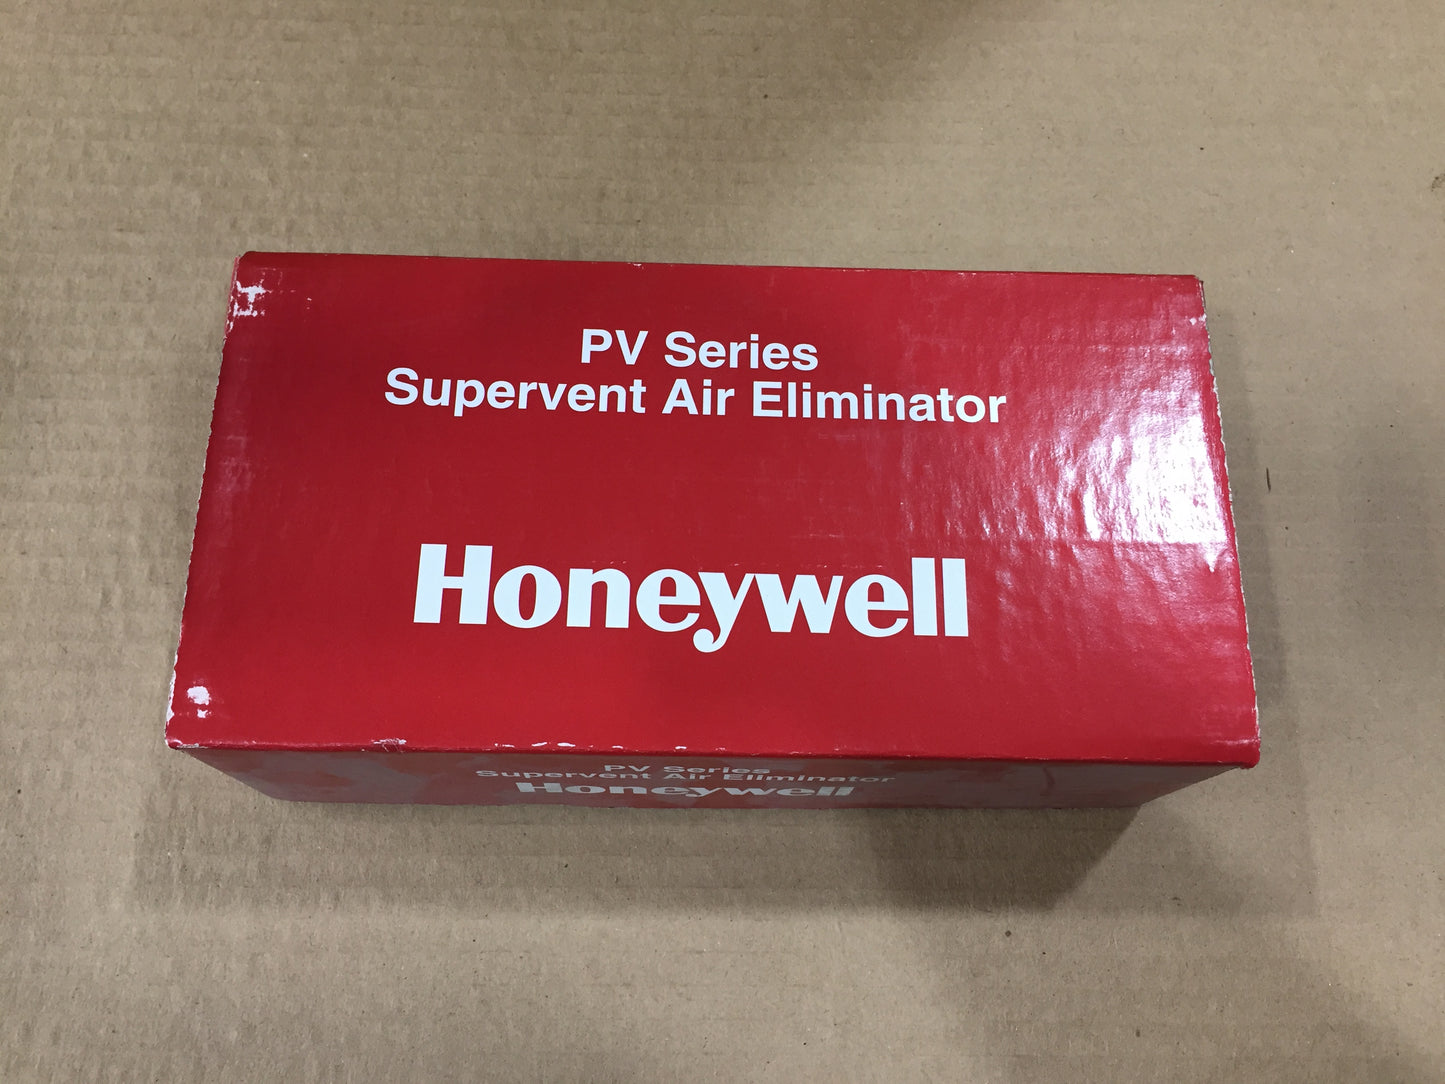 PV Series
Supervent Air Eliminator
Honeywell
PV Series
Supervent Air Eliminator
Honeywell